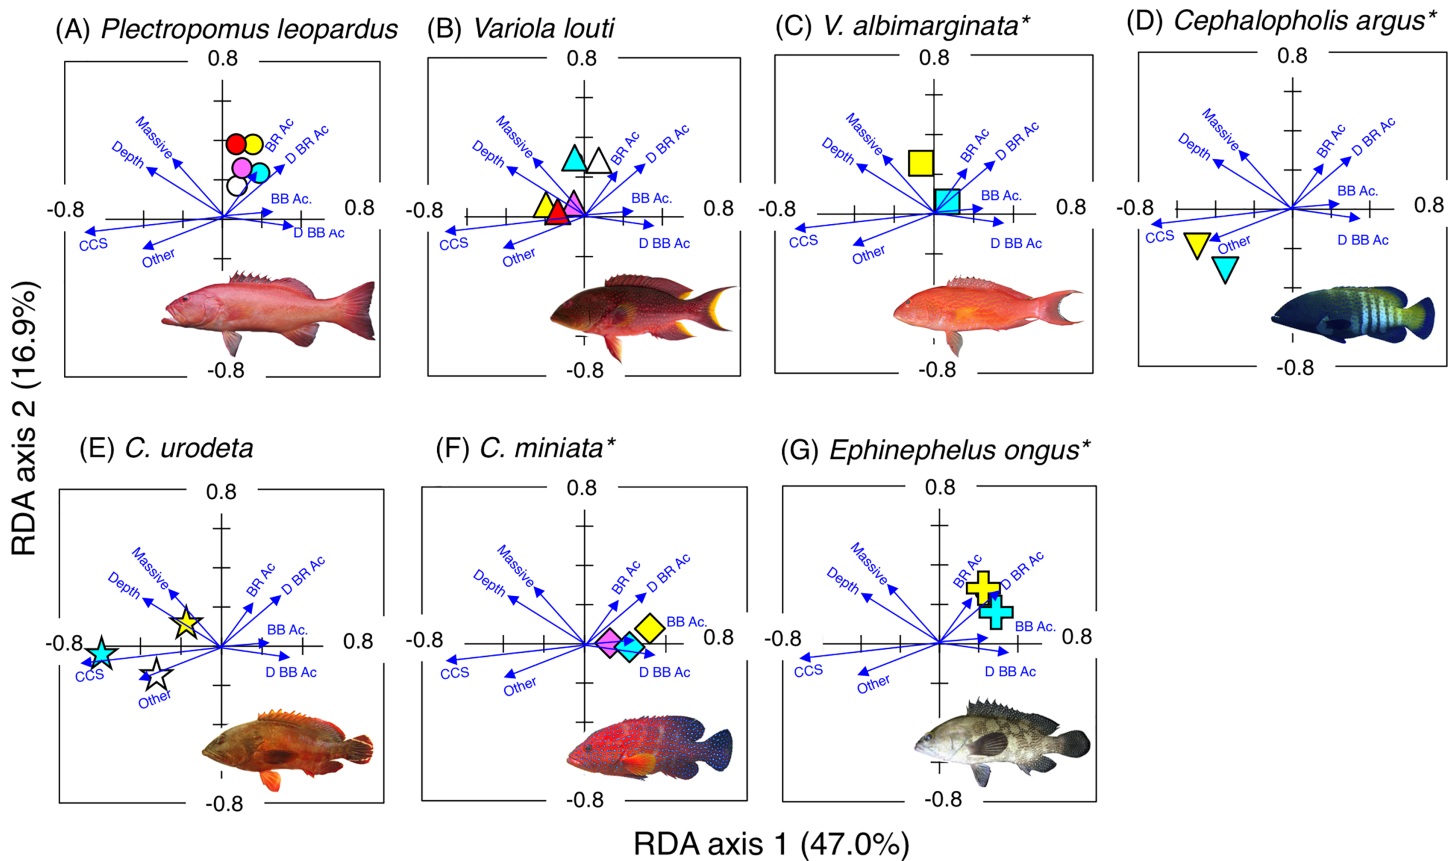 (A) Plectropomus leopardus
(B) Variola louti
(C) V. albimarginata*
(D) Cephalopholis argus*
0.8
Massive
Depth
BR Ac
D BR Ac
BB Ac.
-0.8
0.8
CCS
D BB Ac
Other
-0.8
0.8
Massive
Depth
BR Ac
D BR Ac
BB Ac.
-0.8
0.8
CCS
D BB Ac
Other
-0.8
0.8
Massive
Depth
BR Ac
D BR Ac
BB Ac.
-0.8
0.8
CCS
D BB Ac
Other
-0.8
0.8
Massive
Depth
BR Ac
D BR Ac
BB Ac.
-0.8
0.8
CCS
D BB Ac
Other
-0.8
RDA axis 2 (16.9%)
(E) C. urodeta
(F) C. miniata*
(G) Ephinephelus ongus*
0.8
Massive
Depth
BR Ac
D BR Ac
BB Ac.
-0.8
0.8
CCS
D BB Ac
Other
-0.8
0.8
Massive
Depth
BR Ac
D BR Ac
BB Ac.
-0.8
0.8
CCS
D BB Ac
Other
-0.8
0.8
Massive
Depth
BR Ac
D BR Ac
BB Ac.
-0.8
0.8
CCS
D BB Ac
Other
-0.8
RDA axis 1 (47.0%)